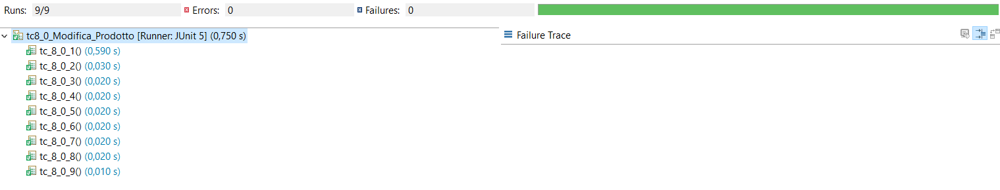 Runs: 9/9 Errors: 0 Failures: 0
tc8_0_Modifica_Prodotto [Runner: JUnit 5] (0,750 s)
Failure Trace
tc_8_0_1() (0,590 s)
tc_8_0_2() (0,030 s)
tc_8_0_3() (0,020 s)
tc_8_0_4() (0,020 s)
tc_8_0_5() (0,020 s)
tc_8_0_6() (0,020 s)
tc_8_0_7() (0,020 s)
tc_8_0_8() (0,020 s)
tc_8_0_9() (0,010 s)